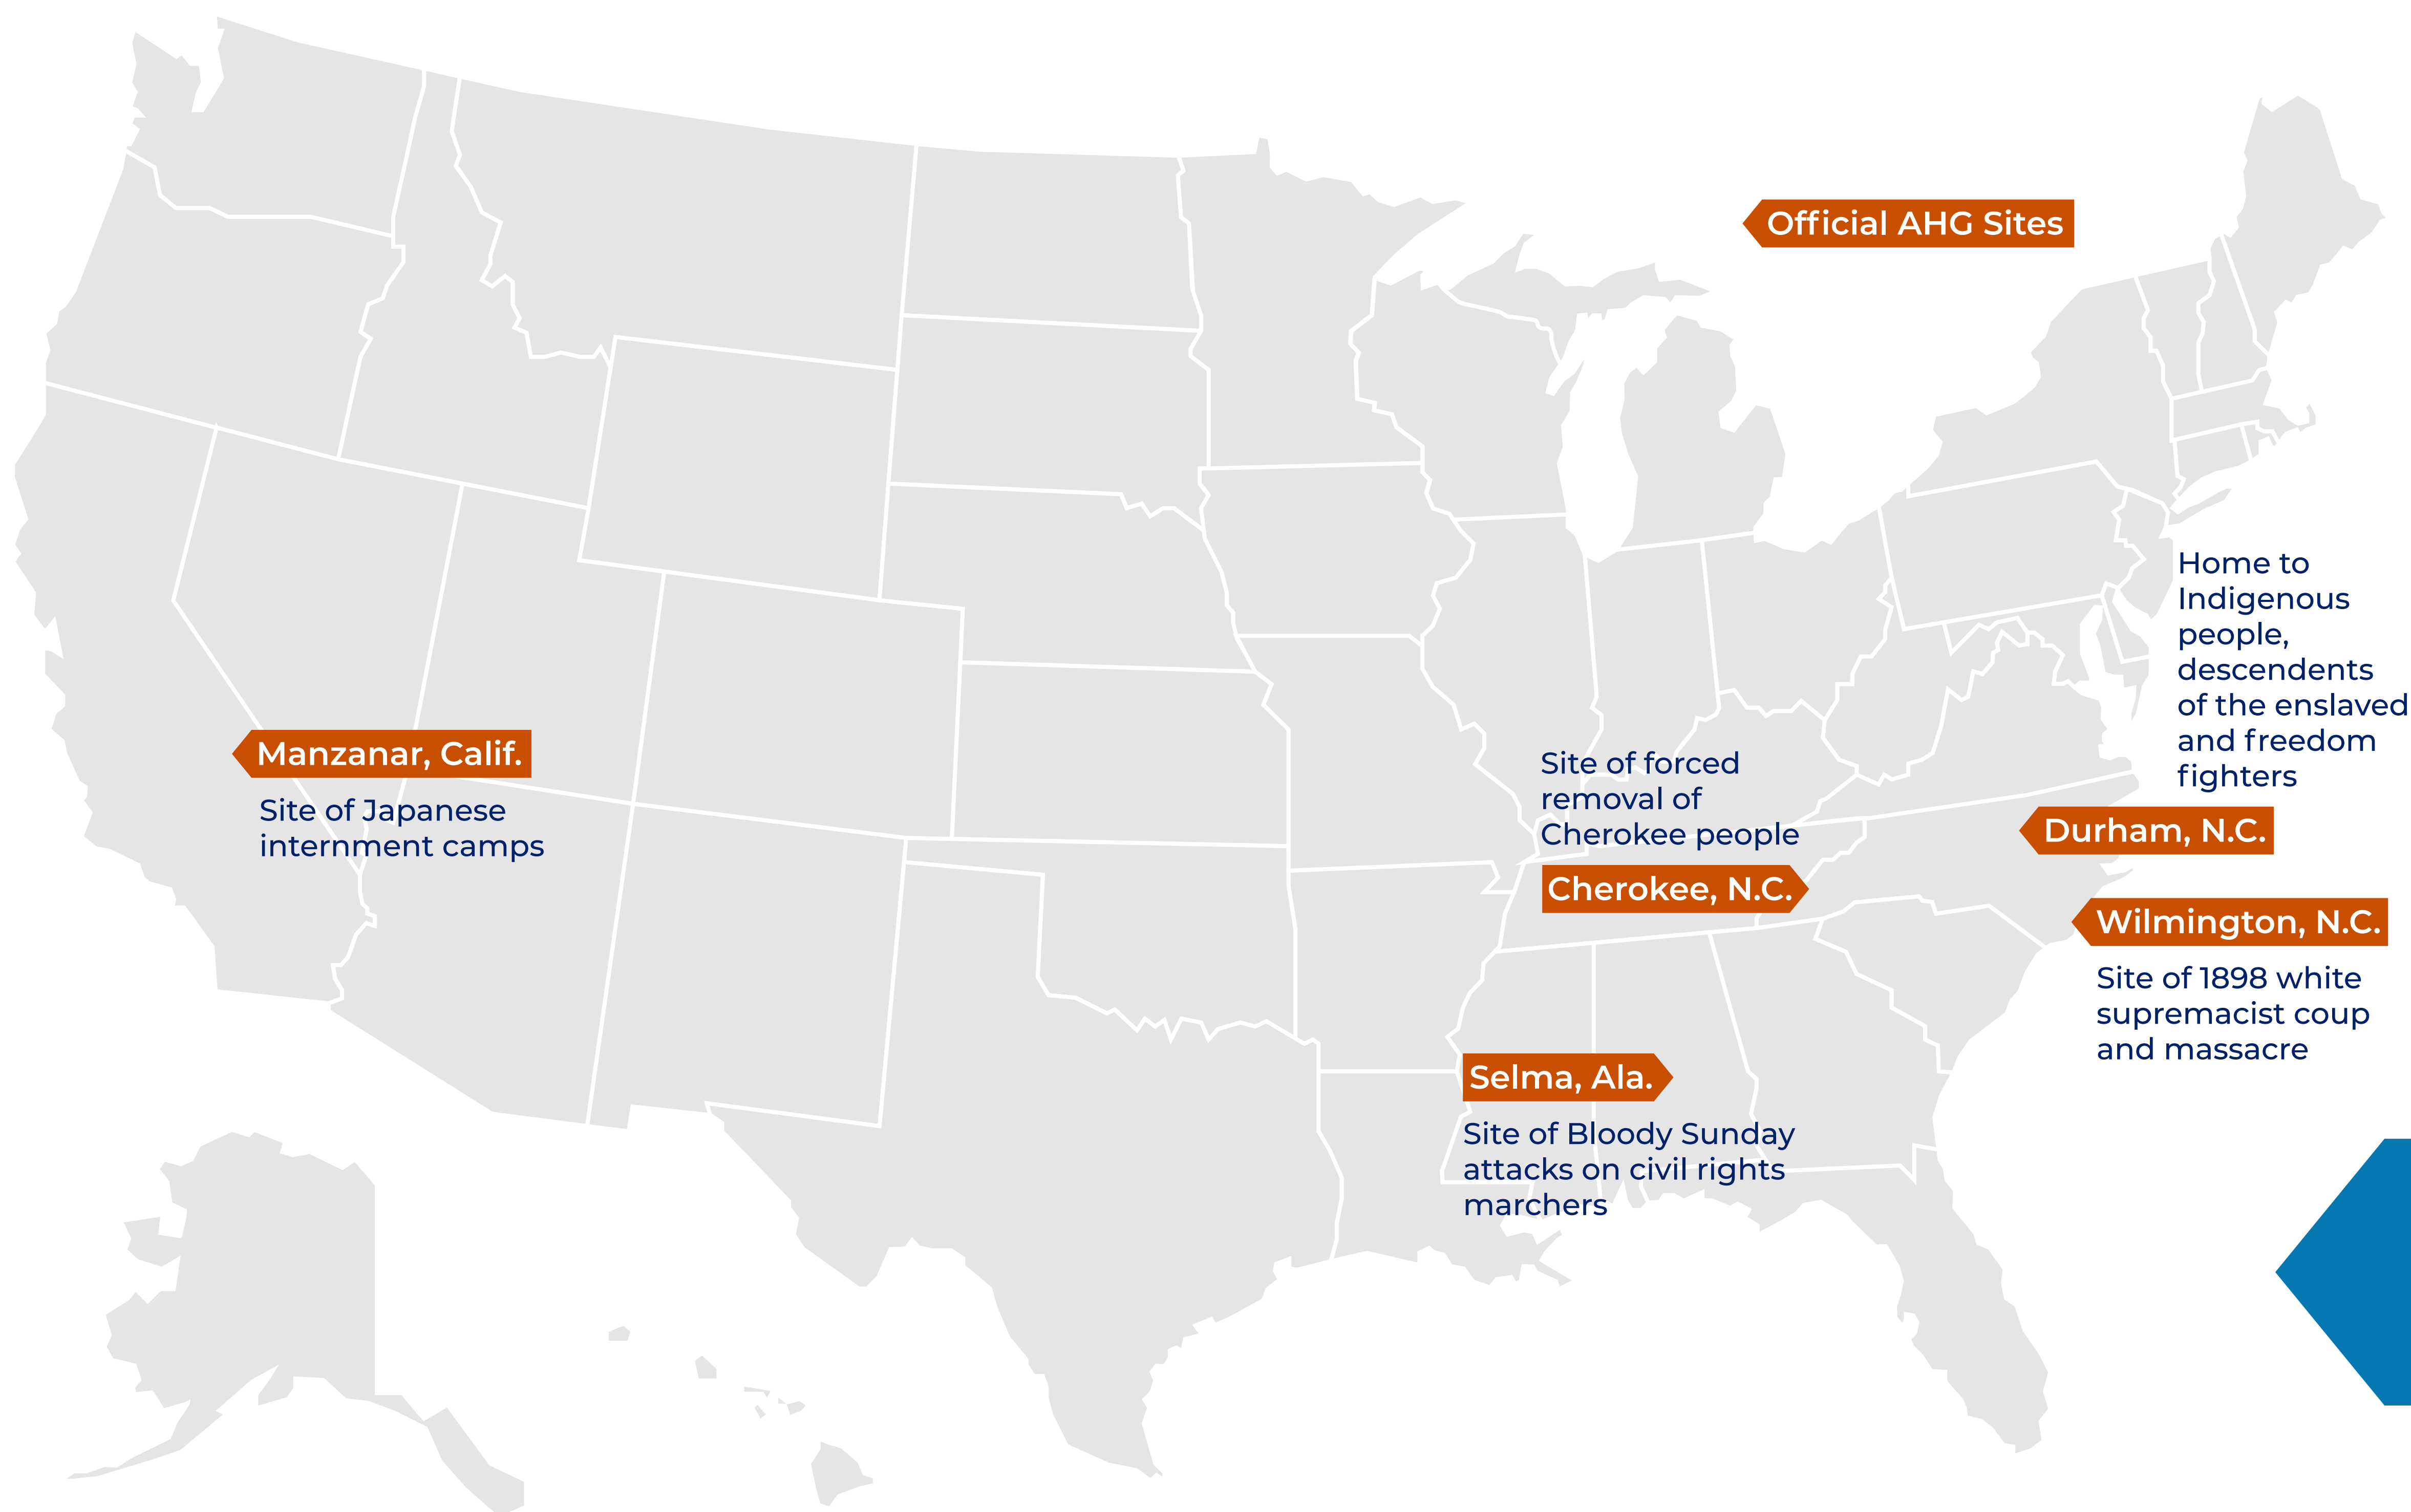 Official AHG Sites
Home to
Indigenous
people,
descendents
of the enslaved
and freedom
fighters
Durham, N.C.
Manzanar, Calif.
Site of Japanese
internment camps
Site of forced
removal of
Cherokee people
Cherokee, N.C.
Wilmington, N.C.
Site of 1898 white
supremacist coup
and massacre
Selma, Ala.
Site of Bloody Sunday
attacks on civil rights
marchers